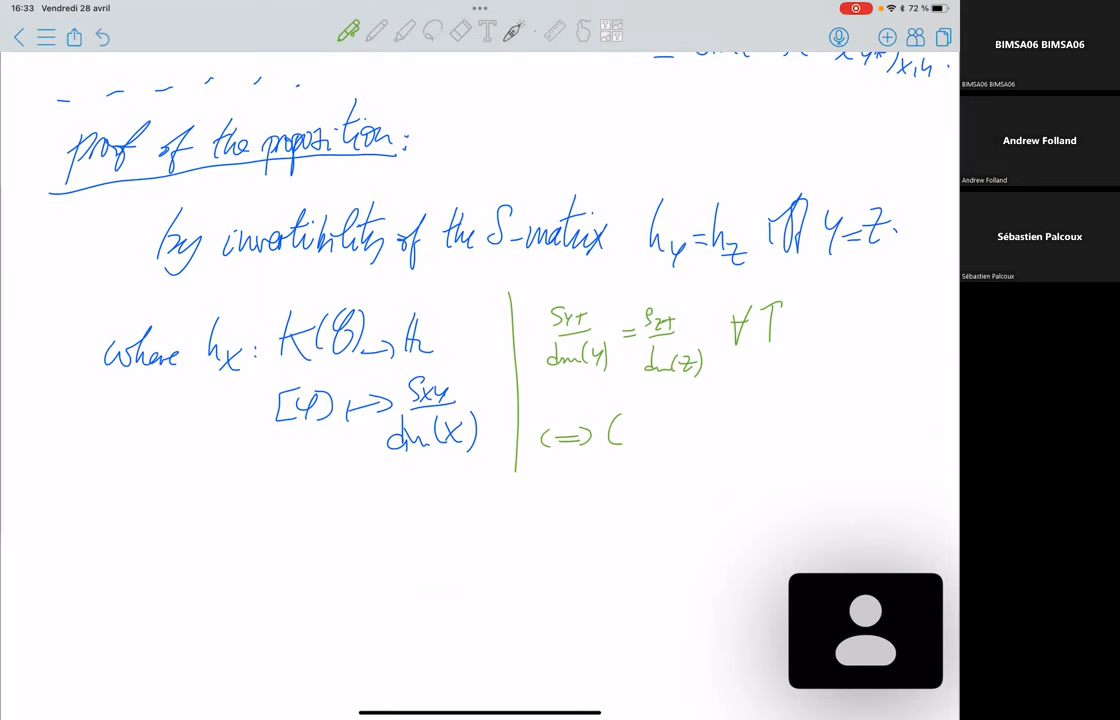 16:33 Vendredi 28 avril
72 %
proof of the proposition:
by invertibility of the S-matrix h_Y = h_Z iff Y = Z.
where h_X : K(C) → k
[Y] ↦ S_XY / dim(X)
S_YT / dim(Y) = S_ZT / dim(Z) ∀ T
⟺ (
BIMSA06 BIMSA06
BIMSA06 BIMSA06
Andrew Folland
Andrew Folland
Sébastien Palcoux
Sébastien Palcoux